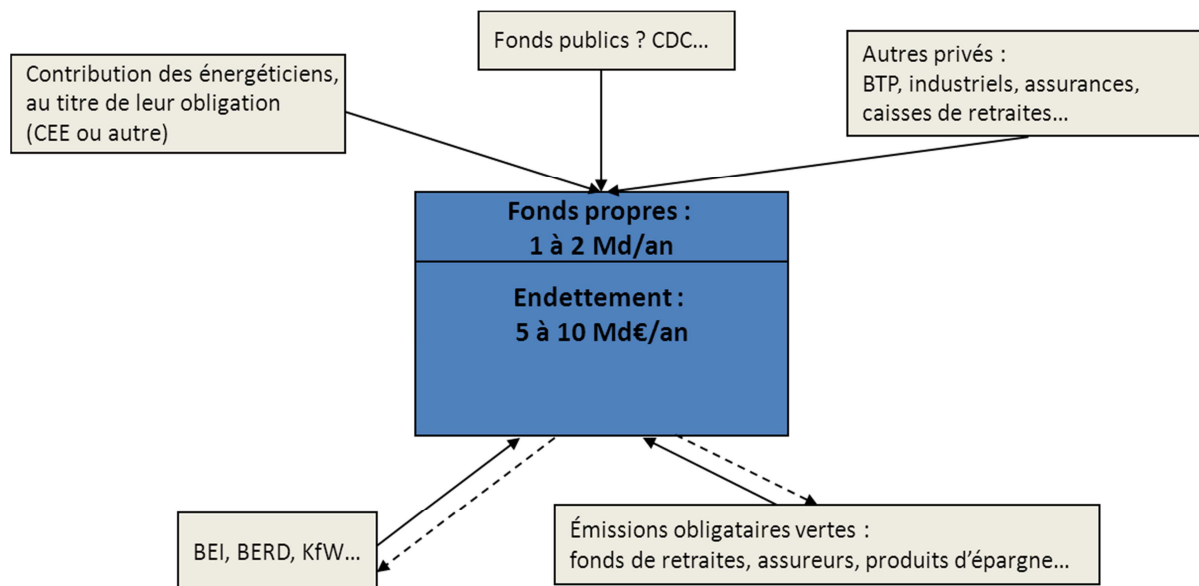 Fonds publics ? CDC...
Contribution des énergéticiens,
au titre de leur obligation
(CEE ou autre)
Autres privés :
BTP, industriels, assurances,
caisses de retraites...
Fonds propres :
1 à 2 Md/an
Endettement :
5 à 10 Md€/an
BEI, BERD, KfW...
Émissions obligataires vertes :
fonds de retraites, assureurs, produits d’épargne...